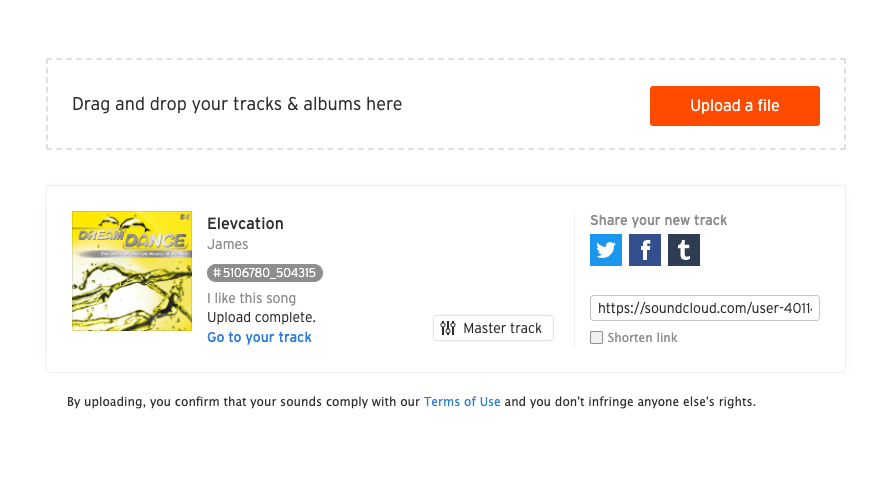 Drag and drop your tracks & albums here
Upload a file
DREAM DANCE
Elevcation
James
# 5106780_504315
I like this song
Upload complete.
Go to your track
Master track
Share your new track
https://soundcloud.com/user-4011
Shorten link
By uploading, you confirm that your sounds comply with our Terms of Use and you don't infringe anyone else's rights.